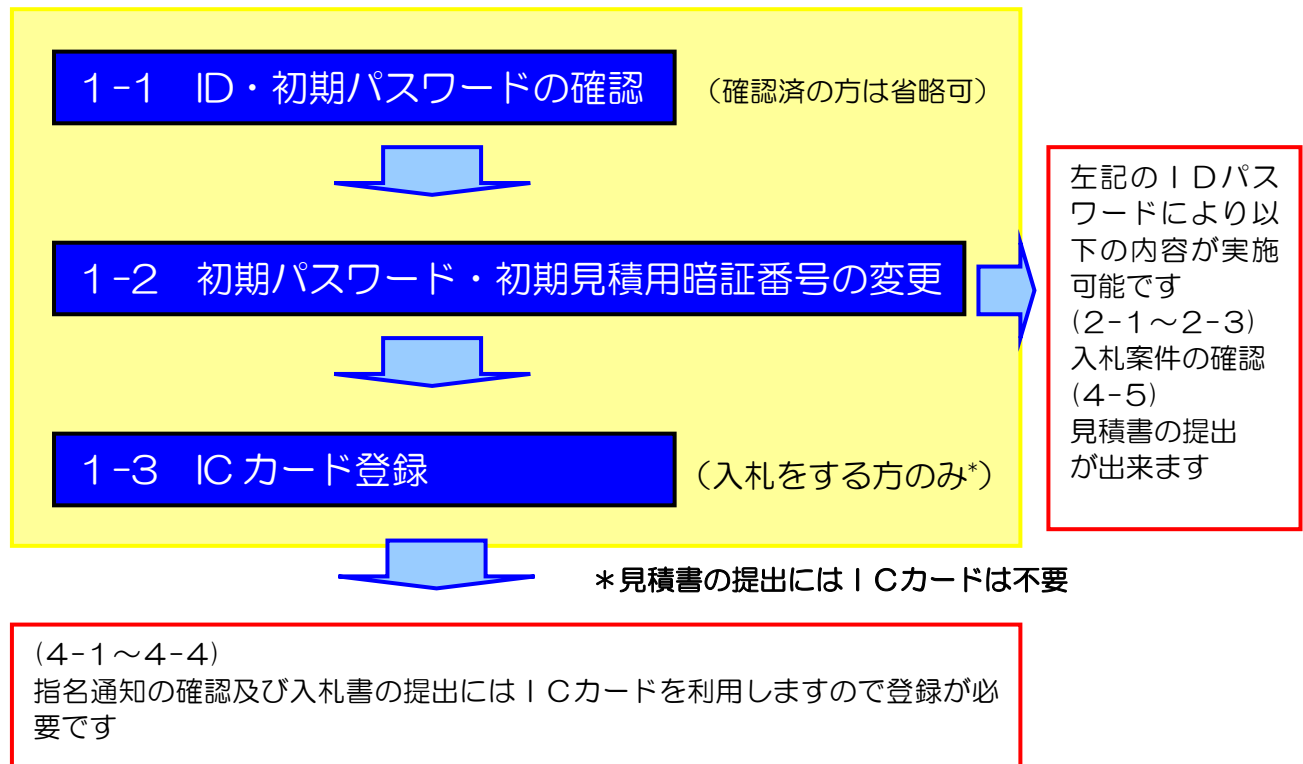 1-1 ID・初期パスワードの確認 （確認済の方は省略可）
1-2 初期パスワード・初期見積用暗証番号の変更
1-3 ICカード登録 （入札をする方のみ*）
左記のＩＤパス
ワードにより以
下の内容が実施
可能です
(2-1～2-3)
入札案件の確認
(4-5)
見積書の提出
が出来ます
＊見積書の提出にはＩＣカードは不要
(4-1～4-4)
指名通知の確認及び入札書の提出にはＩＣカードを利用しますので登録が必
要です